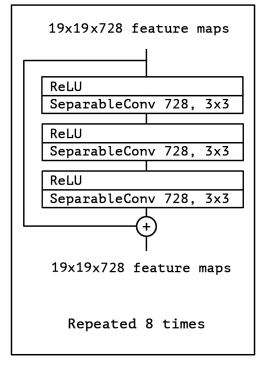 19x19x728 feature maps
ReLU
SeparableConv 728, 3x3
ReLU
SeparableConv 728, 3x3
ReLU
SeparableConv 728, 3x3
+
19x19x728 feature maps
Repeated 8 times